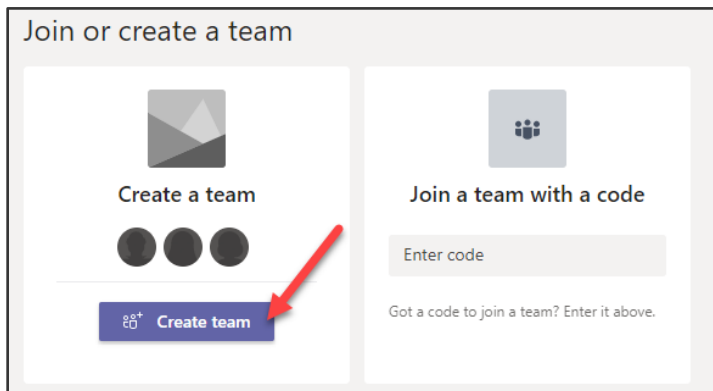 Join or create a team
Create a team
Create team
Join a team with a code
Enter code
Got a code to join a team? Enter it above.